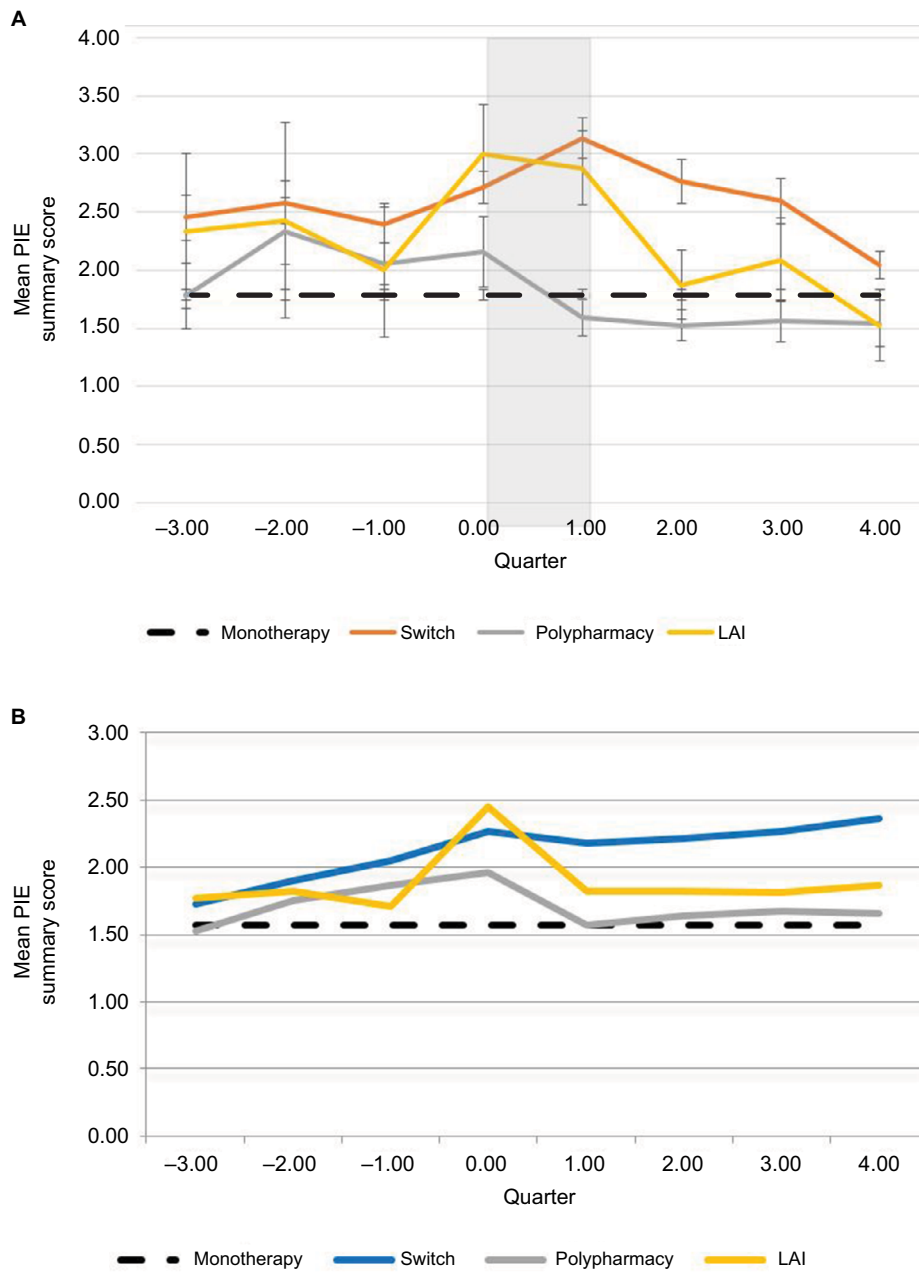 A
4.00
3.50
3.00
2.50
2.00
1.50
1.00
0.50
0.00
Mean PIE
summary score
–3.00 –2.00 –1.00 0.00 1.00 2.00 3.00 4.00
Quarter
Monotherapy Switch Polypharmacy LAI
B
3.00
2.50
2.00
1.50
1.00
0.50
0.00
Mean PIE
summary score
–3.00 –2.00 –1.00 0.00 1.00 2.00 3.00 4.00
Quarter
Monotherapy Switch Polypharmacy LAI